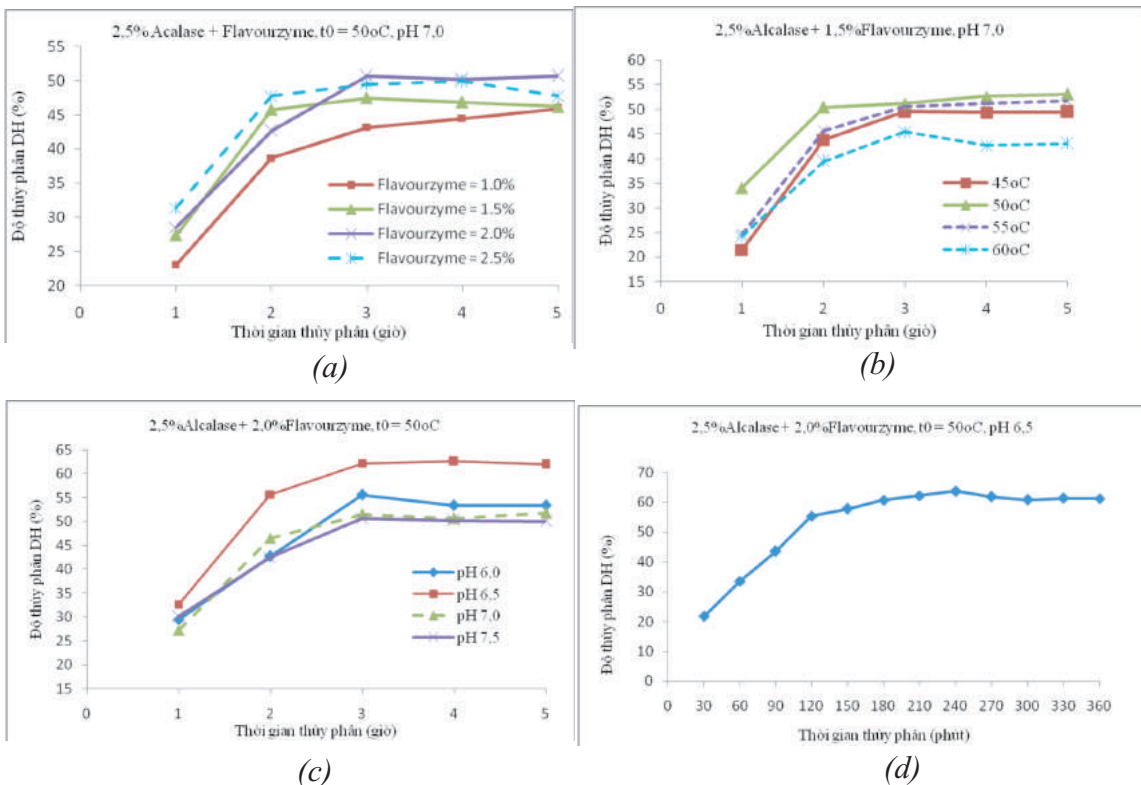 2,5% Acalase + Flavourzyme, t0 = 50oC, pH 7,0
Độ thủy phân DH (%)
55
50
45
40
35
30
25
20
Flavourzyme = 1.0%
Flavourzyme = 1.5%
Flavourzyme = 2.0%
Flavourzyme = 2.5%
0 1 2 3 4 5
Thời gian thủy phân (giờ)
(a)
2,5%Alcalase + 1,5%Flavourzyme, pH 7,0
Độ thủy phân DH (%)
60
55
50
45
40
35
30
25
20
15
45oC
50oC
55oC
60oC
0 1 2 3 4 5
Thời gian thủy phân (giờ)
(b)
2,5%Alcalase + 2,0%Flavourzyme, t0 = 50oC
Độ thủy phân DH (%)
65
60
55
50
45
40
35
30
25
20
15
pH 6,0
pH 6,5
pH 7,0
pH 7,5
0 1 2 3 4 5
Thời gian thủy phân (giờ)
(c)
2,5%Alcalase + 2,0%Flavourzyme, t0 = 50oC, pH 6,5
Độ thủy phân DH (%)
70
60
50
40
30
20
10
0
0 30 60 90 120 150 180 210 240 270 300 330 360
Thời gian thủy phân (phút)
(d)